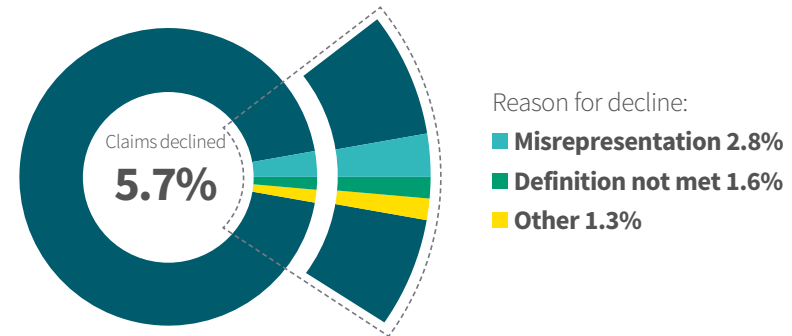 Claims declined
5.7%
Reason for decline:
Misrepresentation 2.8%
Definition not met 1.6%
Other 1.3%